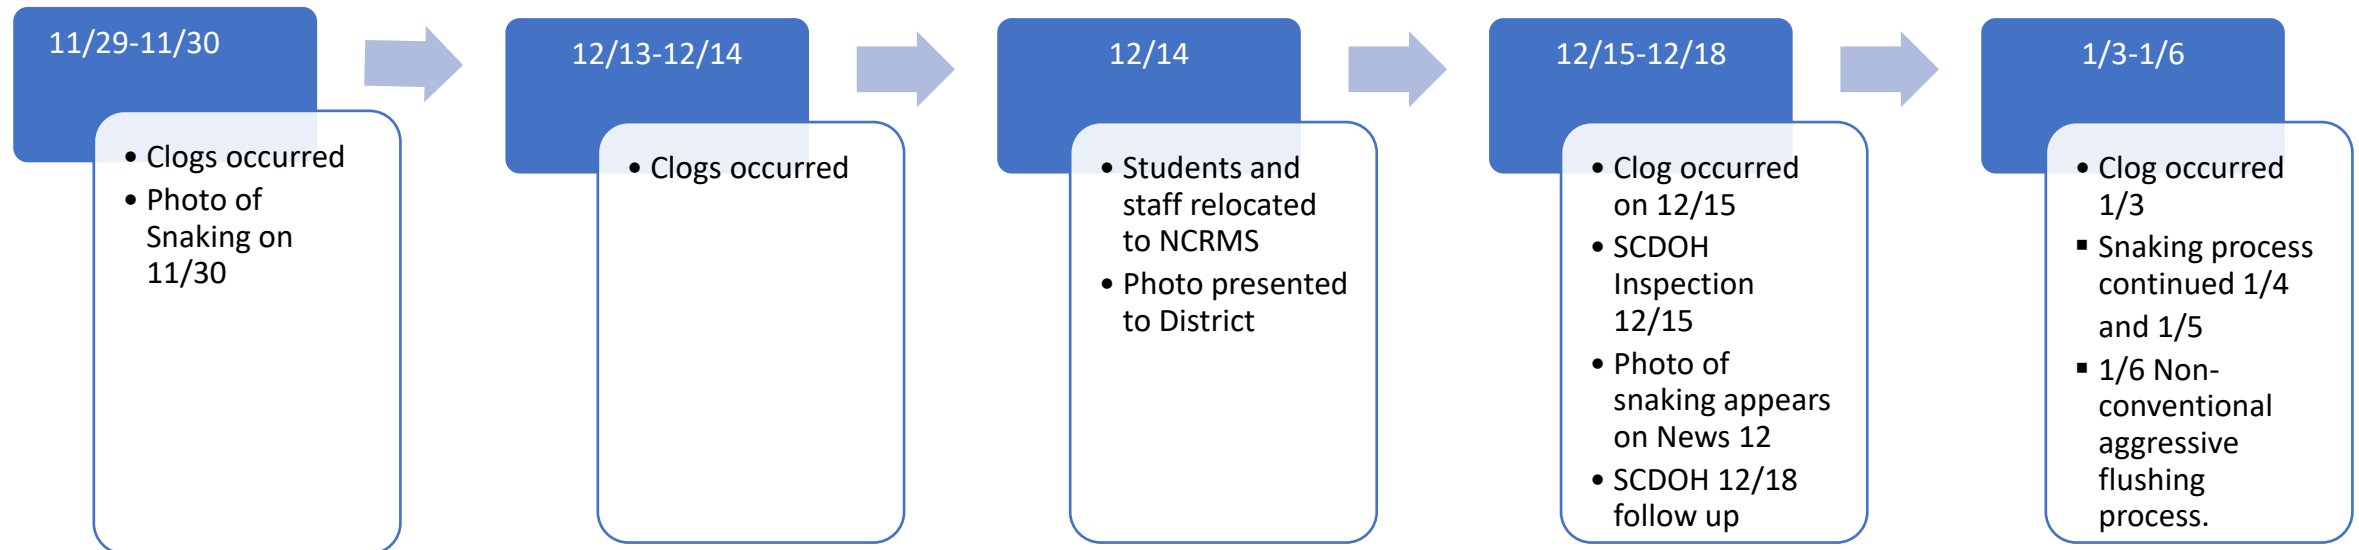 11/29-11/30
• Clogs occurred
• Photo of
Snaking on
11/30
12/13-12/14
• Clogs occurred
12/14
• Students and
staff relocated
to NCRMS
• Photo presented
to District
12/15-12/18
• Clog occurred
on 12/15
• SCDOH
Inspection
12/15
• Photo of
snaking appears
on News 12
• SCDOH 12/18
follow up
1/3-1/6
• Clog occurred
1/3
▪ Snaking process
continued 1/4
and 1/5
▪ 1/6 Non-
conventional
aggressive
flushing
process.